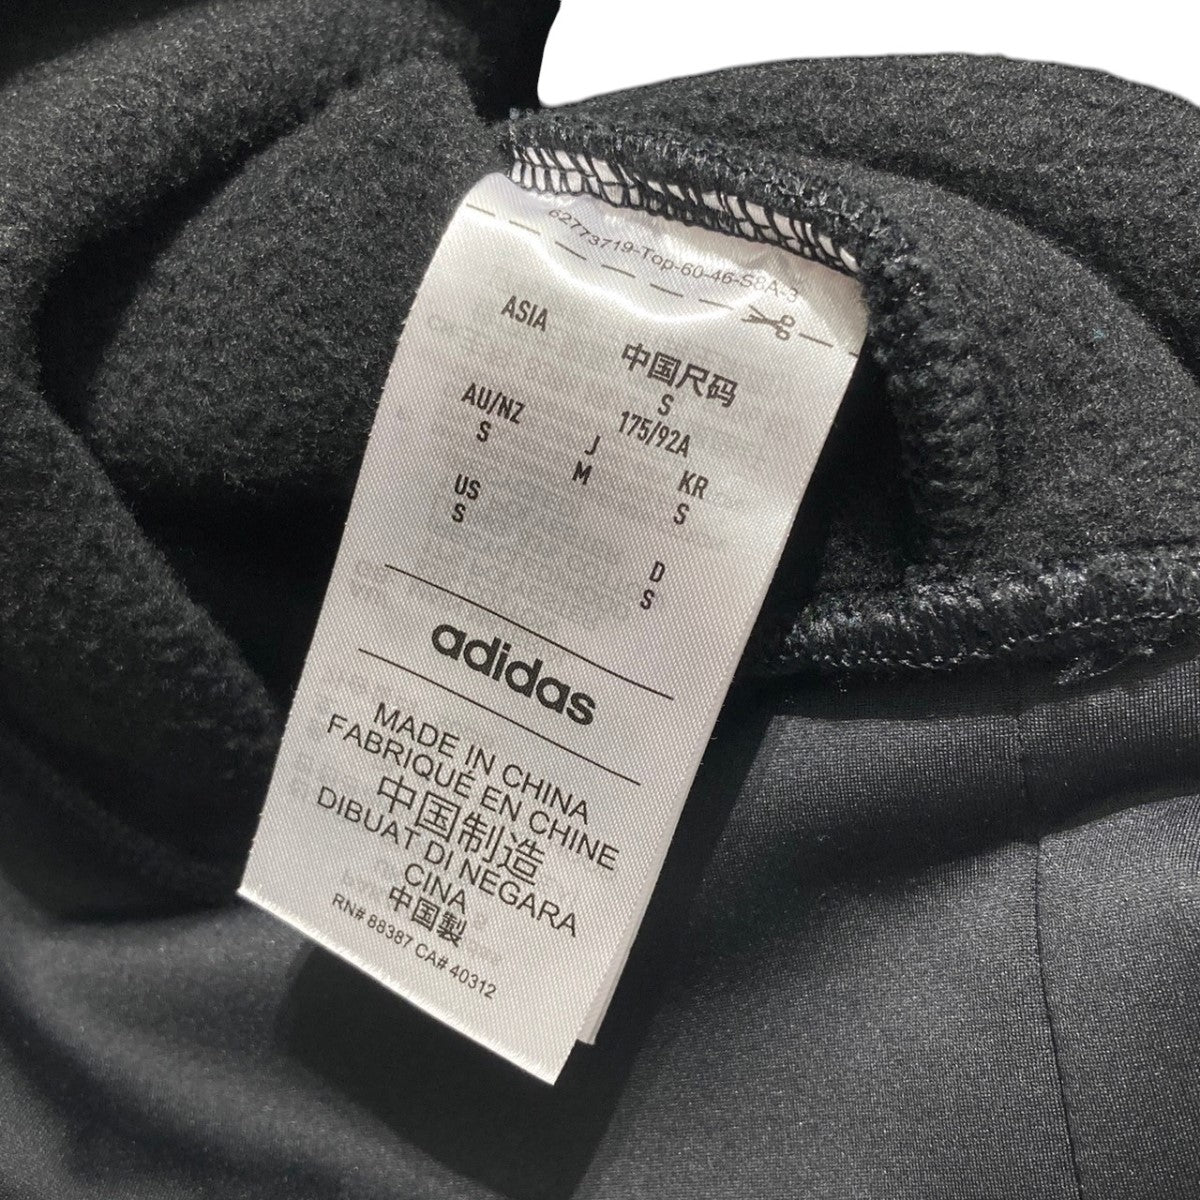 62773719-Top-60-46-S8A-3
ASIA
中国尺码
S
175/92A
AU/NZ
S
J
M
KR
S
US
S
D
S
adidas
MADE IN CHINA
FABRIQUÉ EN CHINE
中国制造
DIBUAT DI NEGARA
CINA
中国製
RN# 88387 CA# 40312